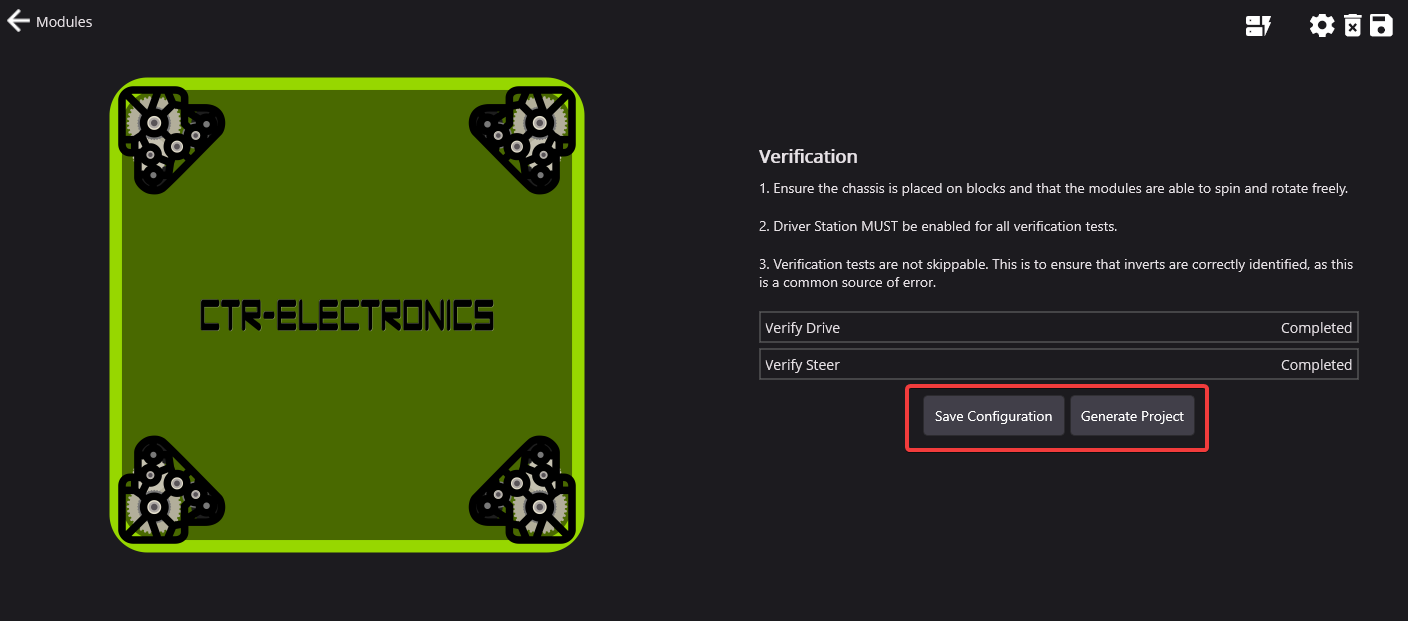 Modules
CTR-ELECTRONICS
Verification
1. Ensure the chassis is placed on blocks and that the modules are able to spin and rotate freely.
2. Driver Station MUST be enabled for all verification tests.
3. Verification tests are not skippable. This is to ensure that inverts are correctly identified, as this
is a common source of error.
Verify Drive Completed
Verify Steer Completed
Save Configuration Generate Project